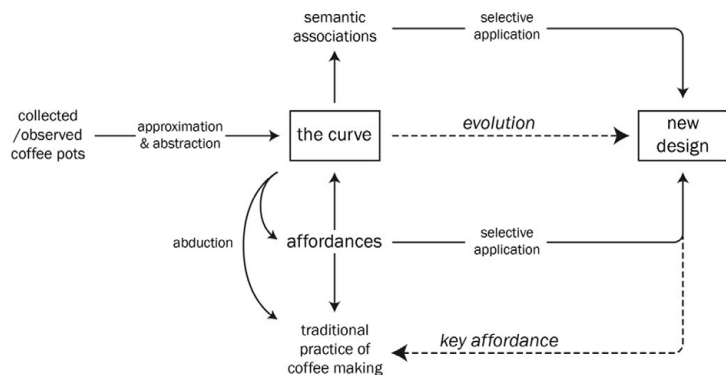 semantic
associations
selective
application
collected
/observed
coffee pots
approximation
& abstraction
the curve
evolution
new
design
abduction
affordances
selective
application
traditional
practice of
coffee making
key affordance